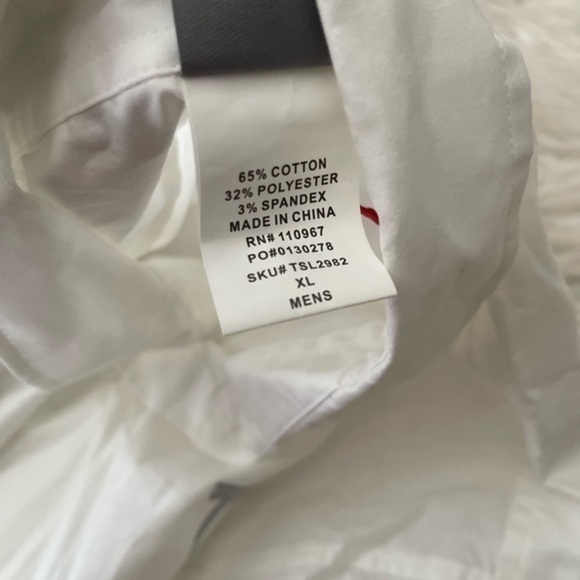 65% COTTON
32% POLYESTER
3% SPANDEX
MADE IN CHINA
RN# 110967
PO#0130278
SKU# TSL2982
XL
MENS